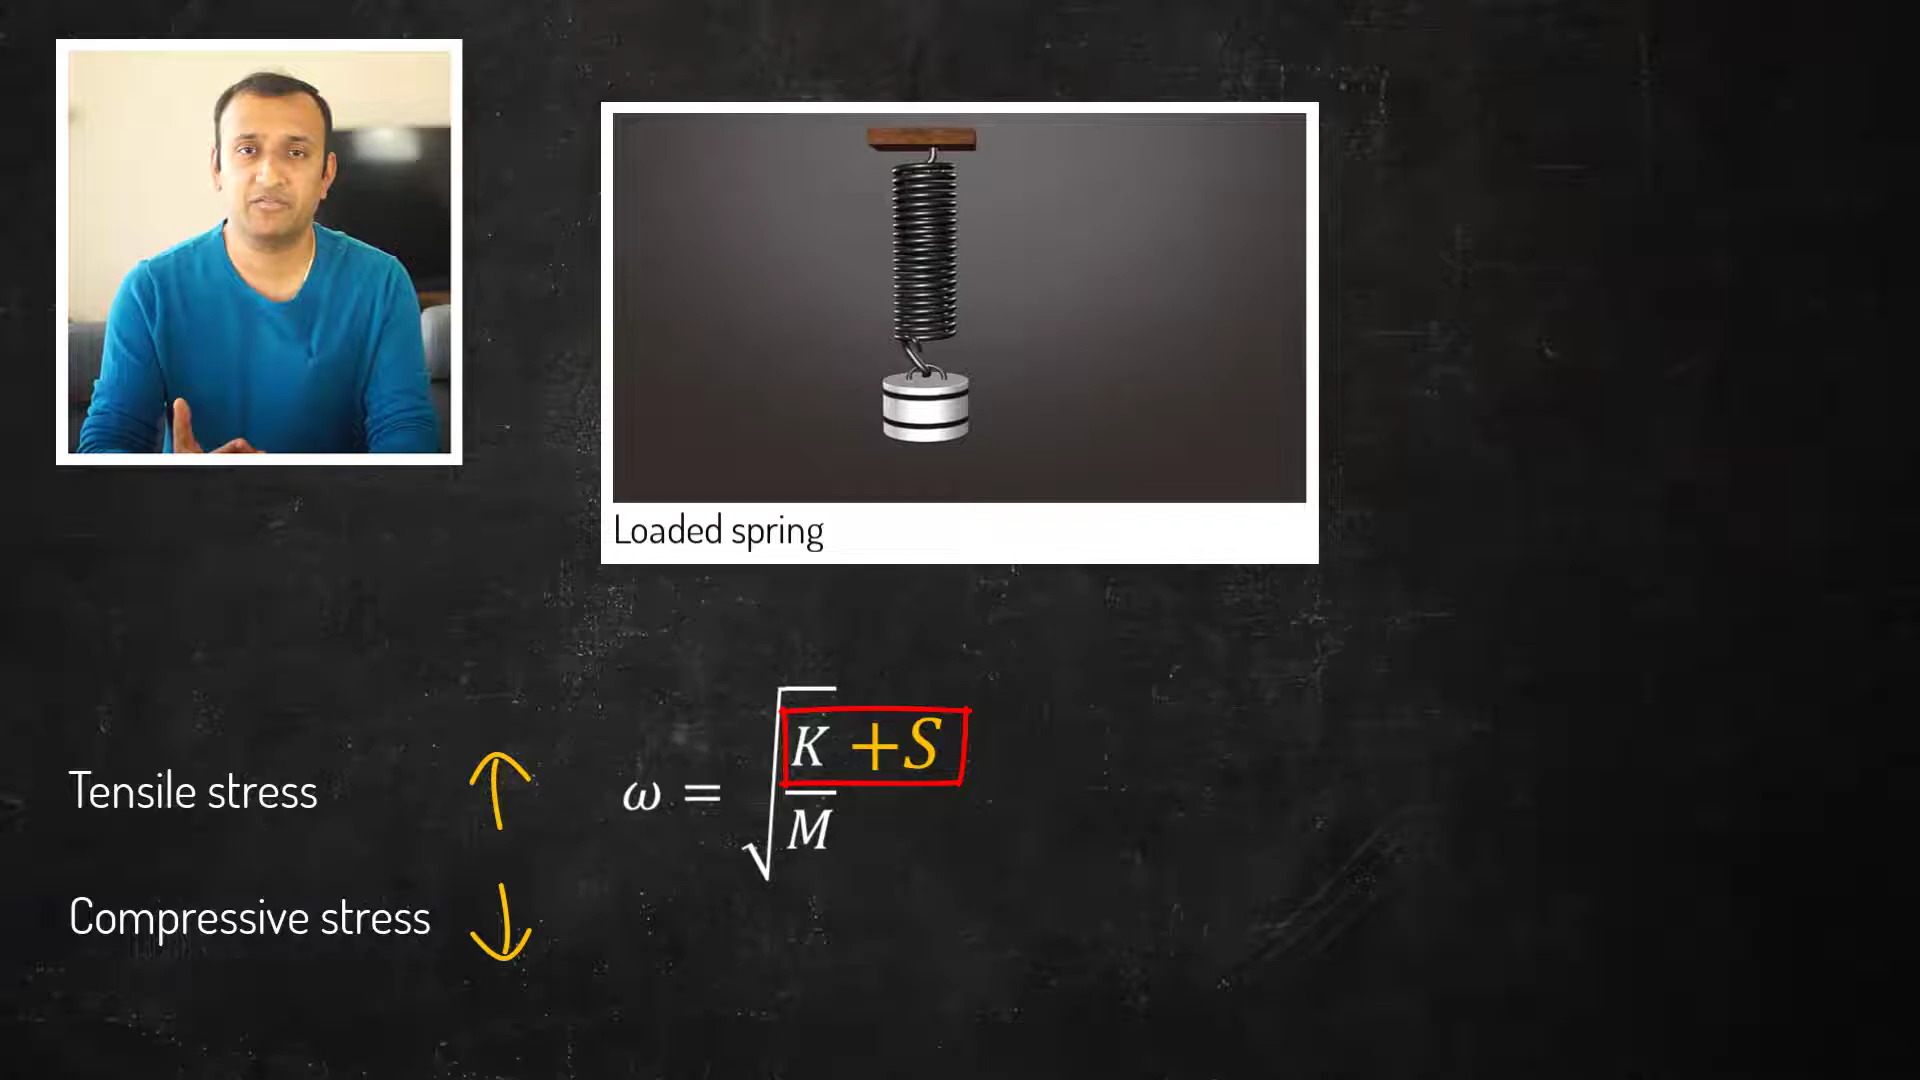 Loaded spring
Tensile stress
Compressive stress
ω = √
K + S
M